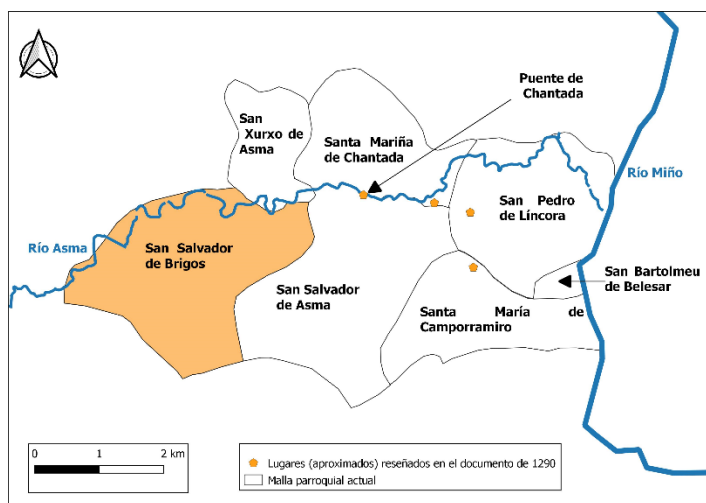 Puente de
Chantada
San
Xurxo de
Asma
Santa Mariña
de Chantada
Río Miño
San Pedro
de Líncora
Río Asma
San Salvador
de Brigos
San Bartolmeu
de Belesar
San Salvador
de Asma
Santa María de
Camporramiro
0 1 2 km
Lugares (aproximados) reseñados en el documento de 1290
Malla parroquial actual